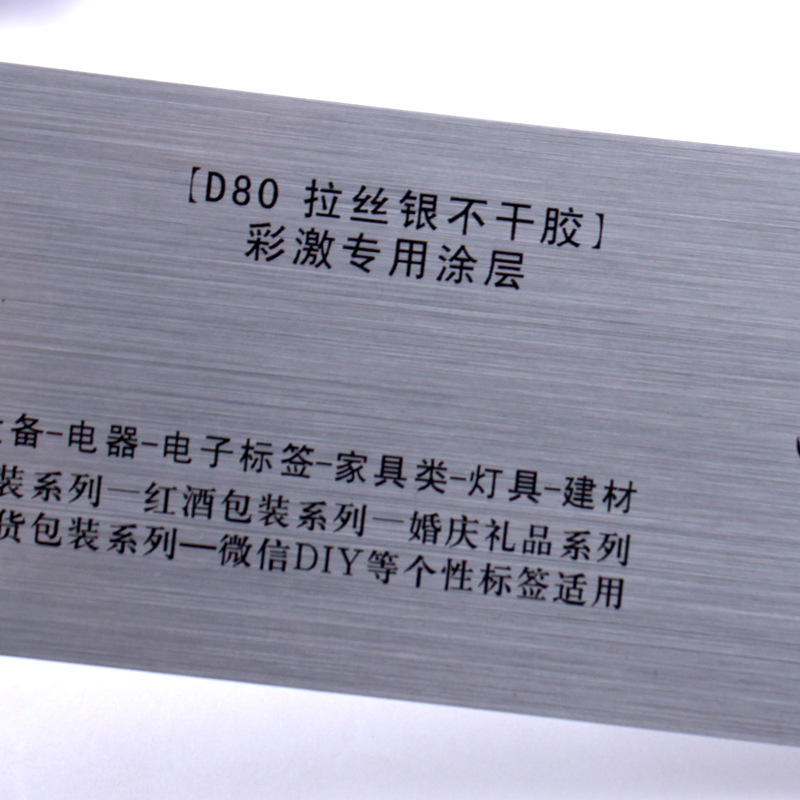 [D80 拉丝银不干胶]
彩激专用涂层
备-电器-电子标签-家具类-灯具-建材
装系列—红酒包装系列—婚庆礼品系列
货包装系列—微信DIY等个性标签适用